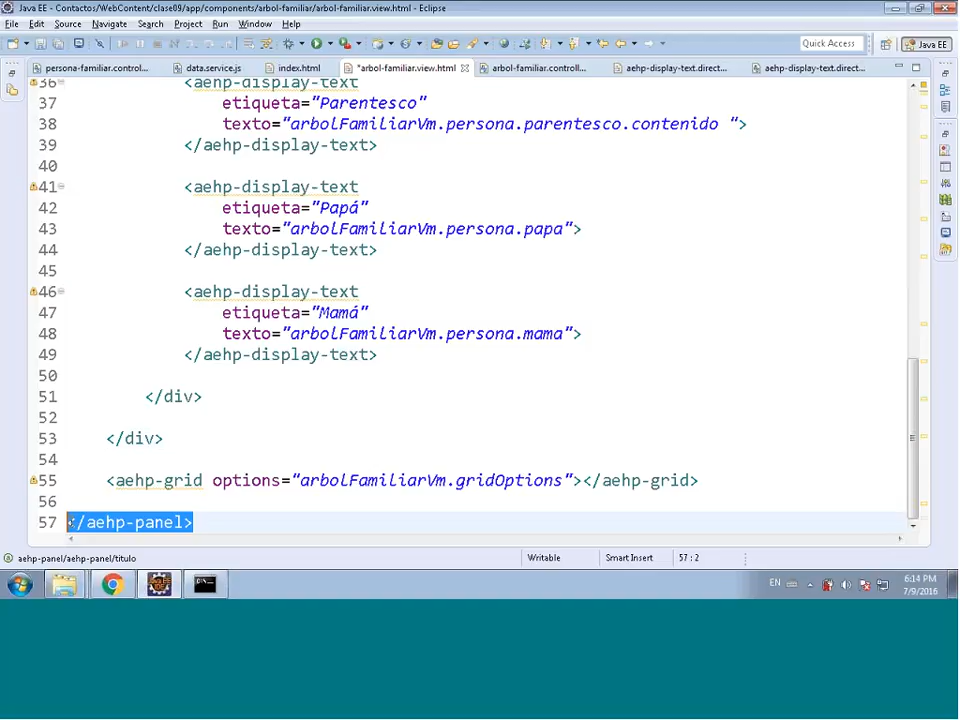 Java EE - Contactos/WebContent/clase09/app/components/arbol-familiar/arbol-familiar.view.html - Eclipse
File Edit Source Navigate Search Project Run Window Help
Quick Access
Java EE
persona-familiar.control...
data.service.js
index.html
*arbol-familiar.view.html
arbol-familiar.controll...
aehp-display-text.direct...
aehp-display-text.direct...
36 <aehp-display-text
37 etiqueta="Parentesco"
38 texto="arbolFamiliarVm.persona.parentesco.contenido ">
39 </aehp-display-text>
40
41 <aehp-display-text
42 etiqueta="Papá"
43 texto="arbolFamiliarVm.persona.papa">
44 </aehp-display-text>
45
46 <aehp-display-text
47 etiqueta="Mamá"
48 texto="arbolFamiliarVm.persona.mama">
49 </aehp-display-text>
50
51 </div>
52
53 </div>
54
55 <aehp-grid options="arbolFamiliarVm.gridOptions"></aehp-grid>
56
57 </aehp-panel>
aehp-panel/aehp-panel/titulo
Writable
Smart Insert
57 : 2
EN
6:14 PM
7/9/2016